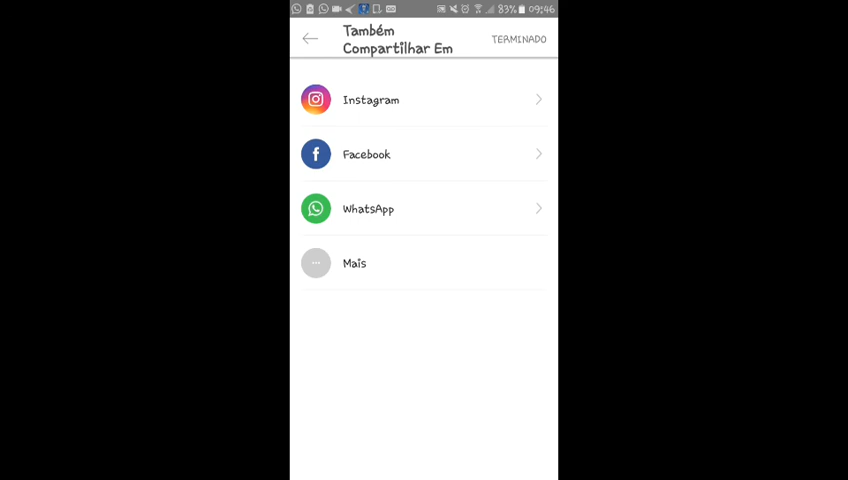 83% 09:46
Também
Compartilhar Em
TERMINADO
Instagram
Facebook
WhatsApp
Mais